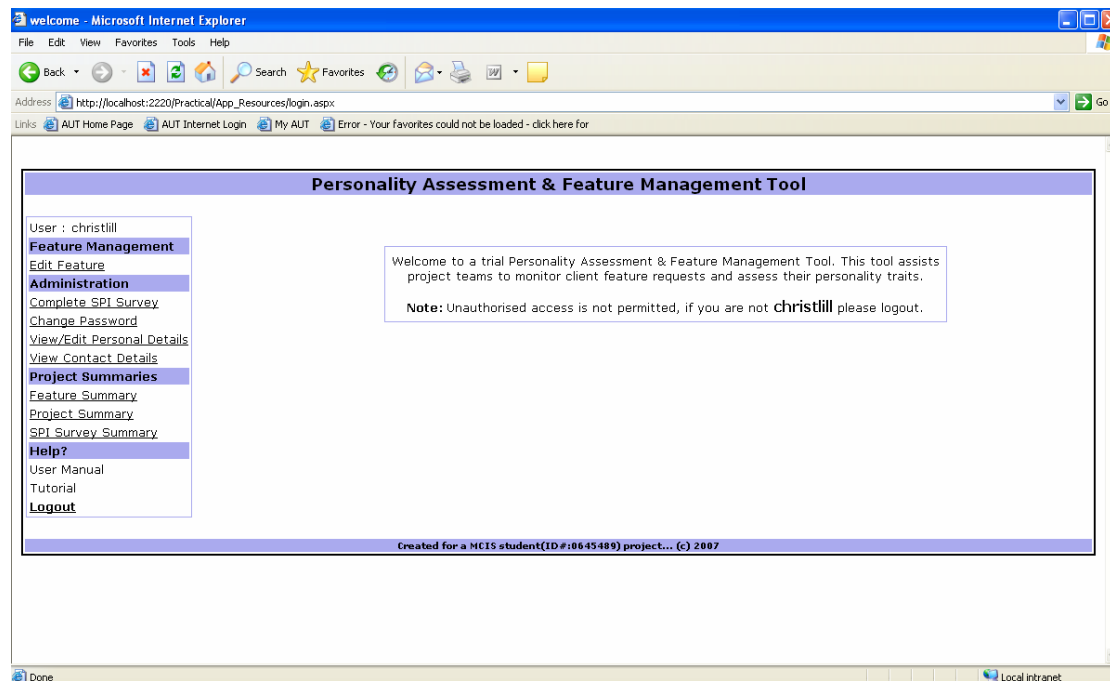 welcome - Microsoft Internet Explorer
File Edit View Favorites Tools Help
Back Search Favorites
Address http://localhost:2220/Practical/App_Resources/login.aspx Go
Links AUT Home Page AUT Internet Login My AUT Error - Your favorites could not be loaded - click here for
Personality Assessment & Feature Management Tool
User : christlill
Feature Management
Edit Feature
Administration
Complete SPI Survey
Change Password
View/Edit Personal Details
View Contact Details
Project Summaries
Feature Summary
Project Summary
SPI Survey Summary
Help?
User Manual
Tutorial
Logout
Welcome to a trial Personality Assessment & Feature Management Tool. This tool assists
project teams to monitor client feature requests and assess their personality traits.
Note: Unauthorised access is not permitted, if you are not christlill please logout.
Created for a MCIS student(ID#:0645489) project... (c) 2007
Done Local intranet